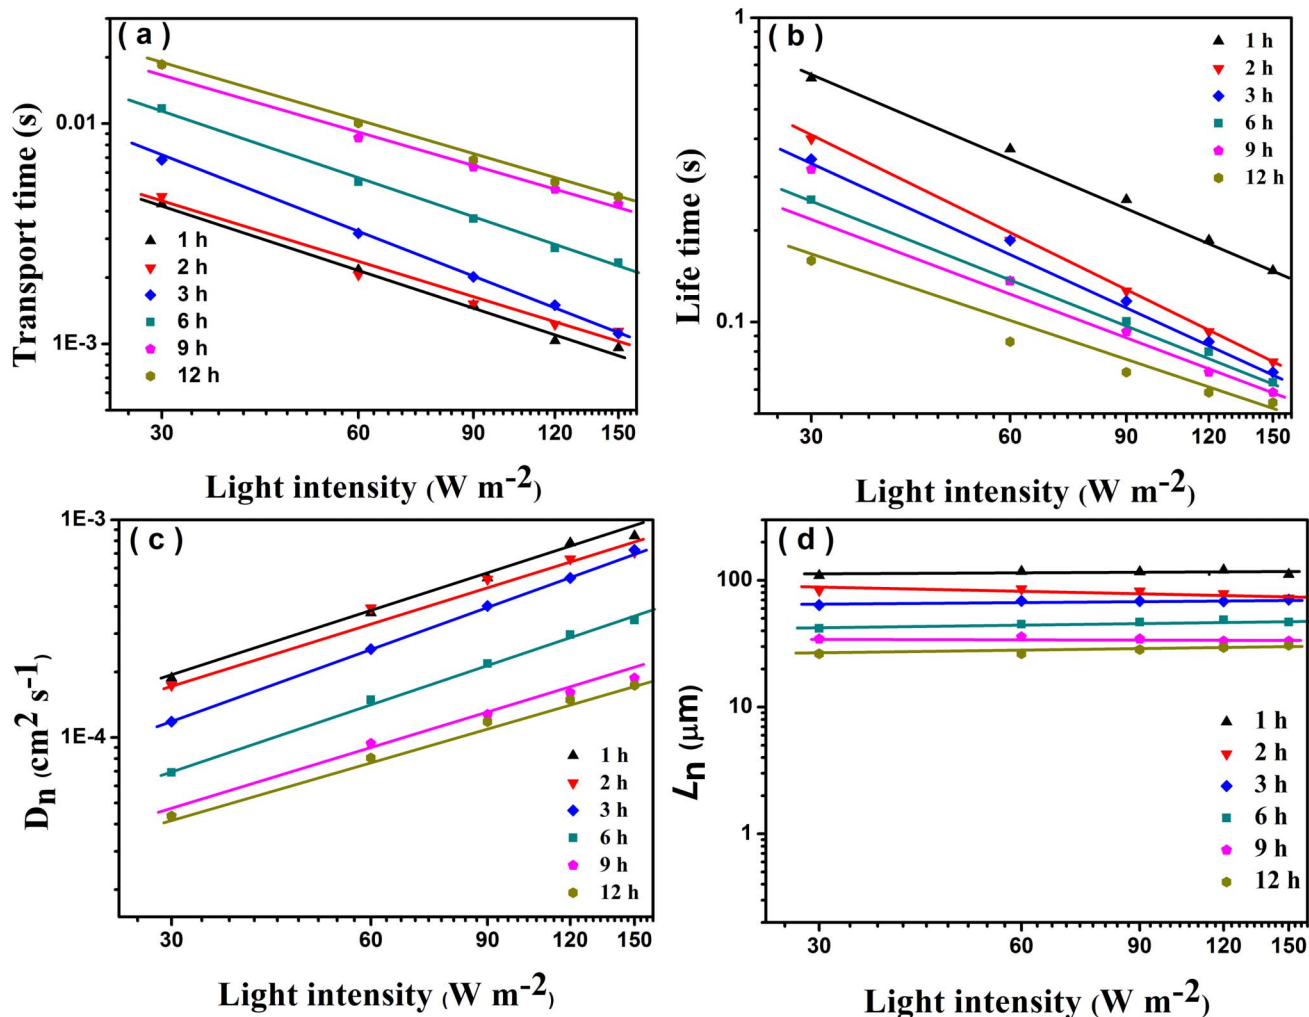 ( a )
Transport time (s)
0.01
1E-3
1 h
2 h
3 h
6 h
9 h
12 h
30 60 90 120 150
Light intensity (W m⁻²)
( b )
Life time (s)
1
0.1
1 h
2 h
3 h
6 h
9 h
12 h
30 60 90 120 150
Light intensity (W m⁻²)
( c )
Dₙ (cm² s⁻¹)
1E-3
1E-4
1 h
2 h
3 h
6 h
9 h
12 h
30 60 90 120 150
Light intensity (W m⁻²)
( d )
Lₙ (μm)
100
10
1
1 h
2 h
3 h
6 h
9 h
12 h
30 60 90 120 150
Light intensity (W m⁻²)